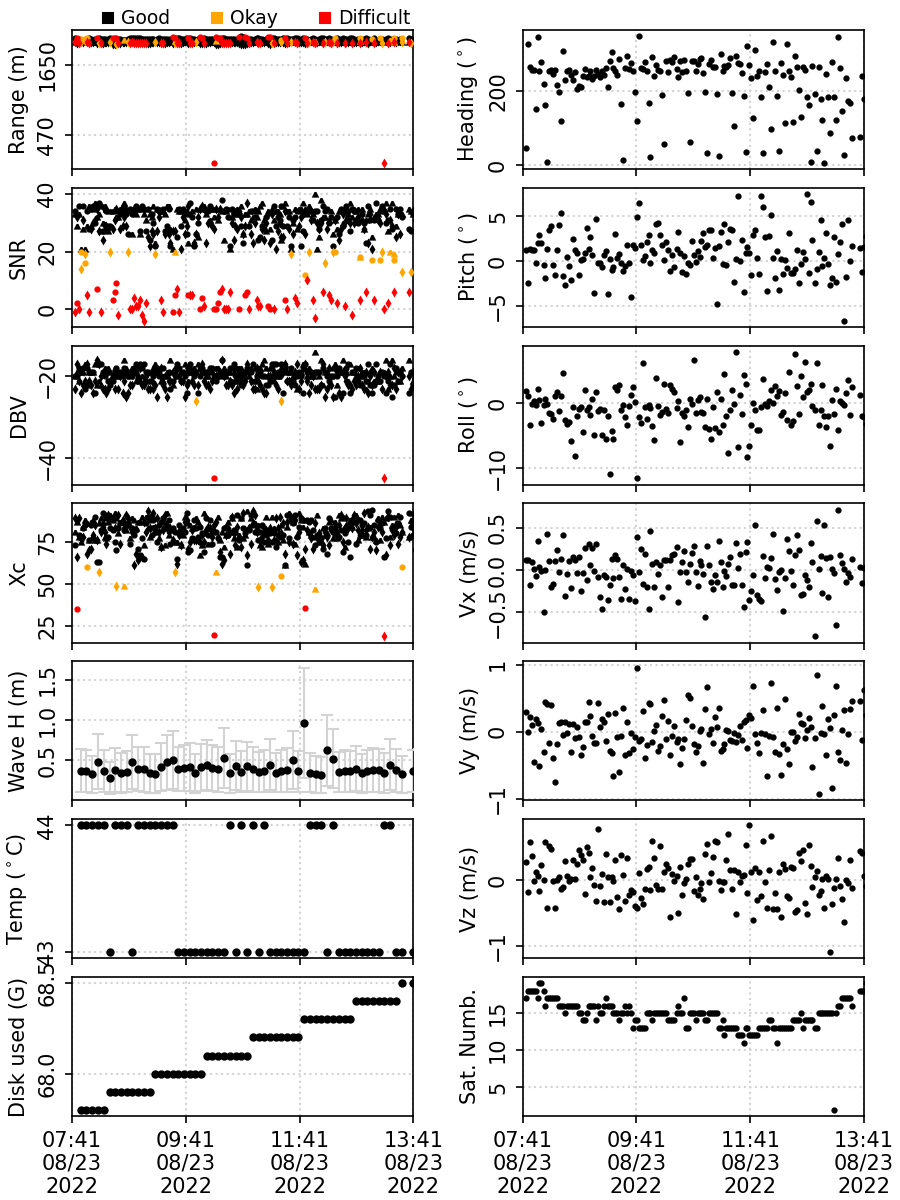 Good Okay Difficult
Range (m)
1650
470
Heading (°)
200
0
SNR
40
20
0
Pitch (°)
5
0
−5
DBV
−20
−40
Roll (°)
0
−10
Xc
75
50
25
Vx (m/s)
0.5
0.0
−0.5
Wave H (m)
1.5
1.0
0.5
Vy (m/s)
1
0
−1
Temp (°C)
44
43
Vz (m/s)
0
−1
Disk used (G)
68.5
68.0
Sat. Numb.
15
10
5
07:41 09:41 11:41 13:41 07:41 09:41 11:41 13:41
08/23 08/23 08/23 08/23 08/23 08/23 08/23 08/23
2022 2022 2022 2022 2022 2022 2022 2022